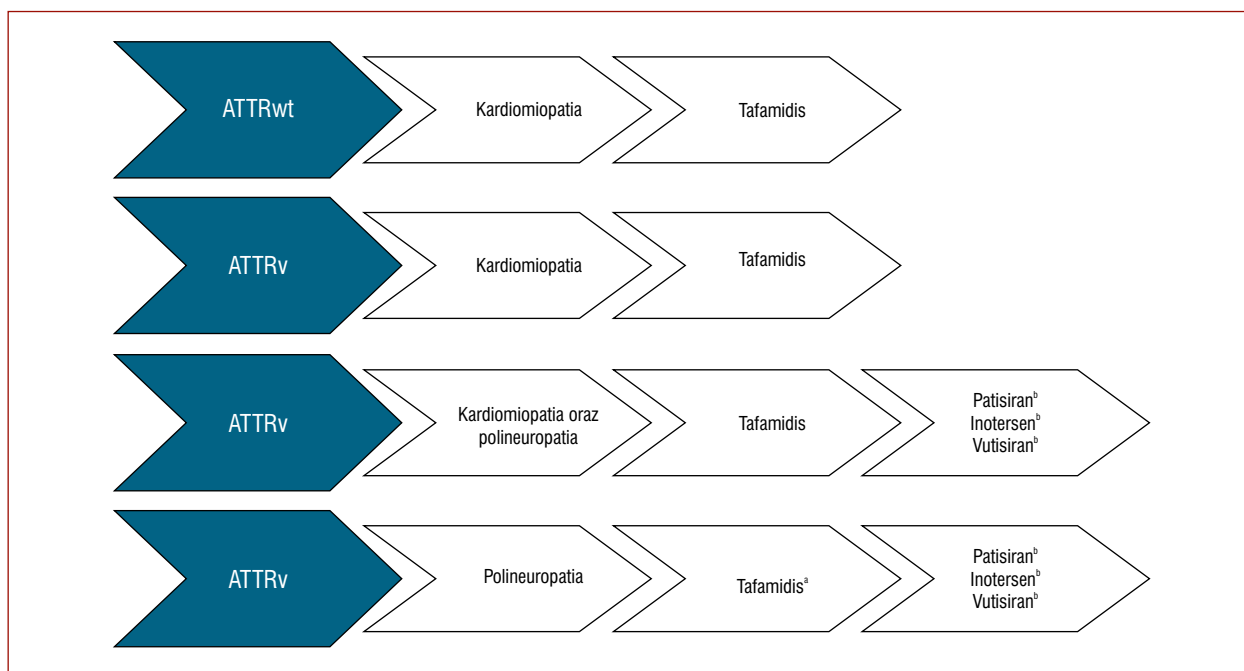 ATTRwt
Kardiomiopatia
Tafamidis
ATTRv
Kardiomiopatia
Tafamidis
ATTRv
Kardiomiopatia oraz
polineuropatia
Tafamidis
Patisiranᵇ
Inotersenᵇ
Vutisiranᵇ
ATTRv
Polineuropatia
Tafamidisᵃ
Patisiranᵇ
Inotersenᵇ
Vutisiranᵇ